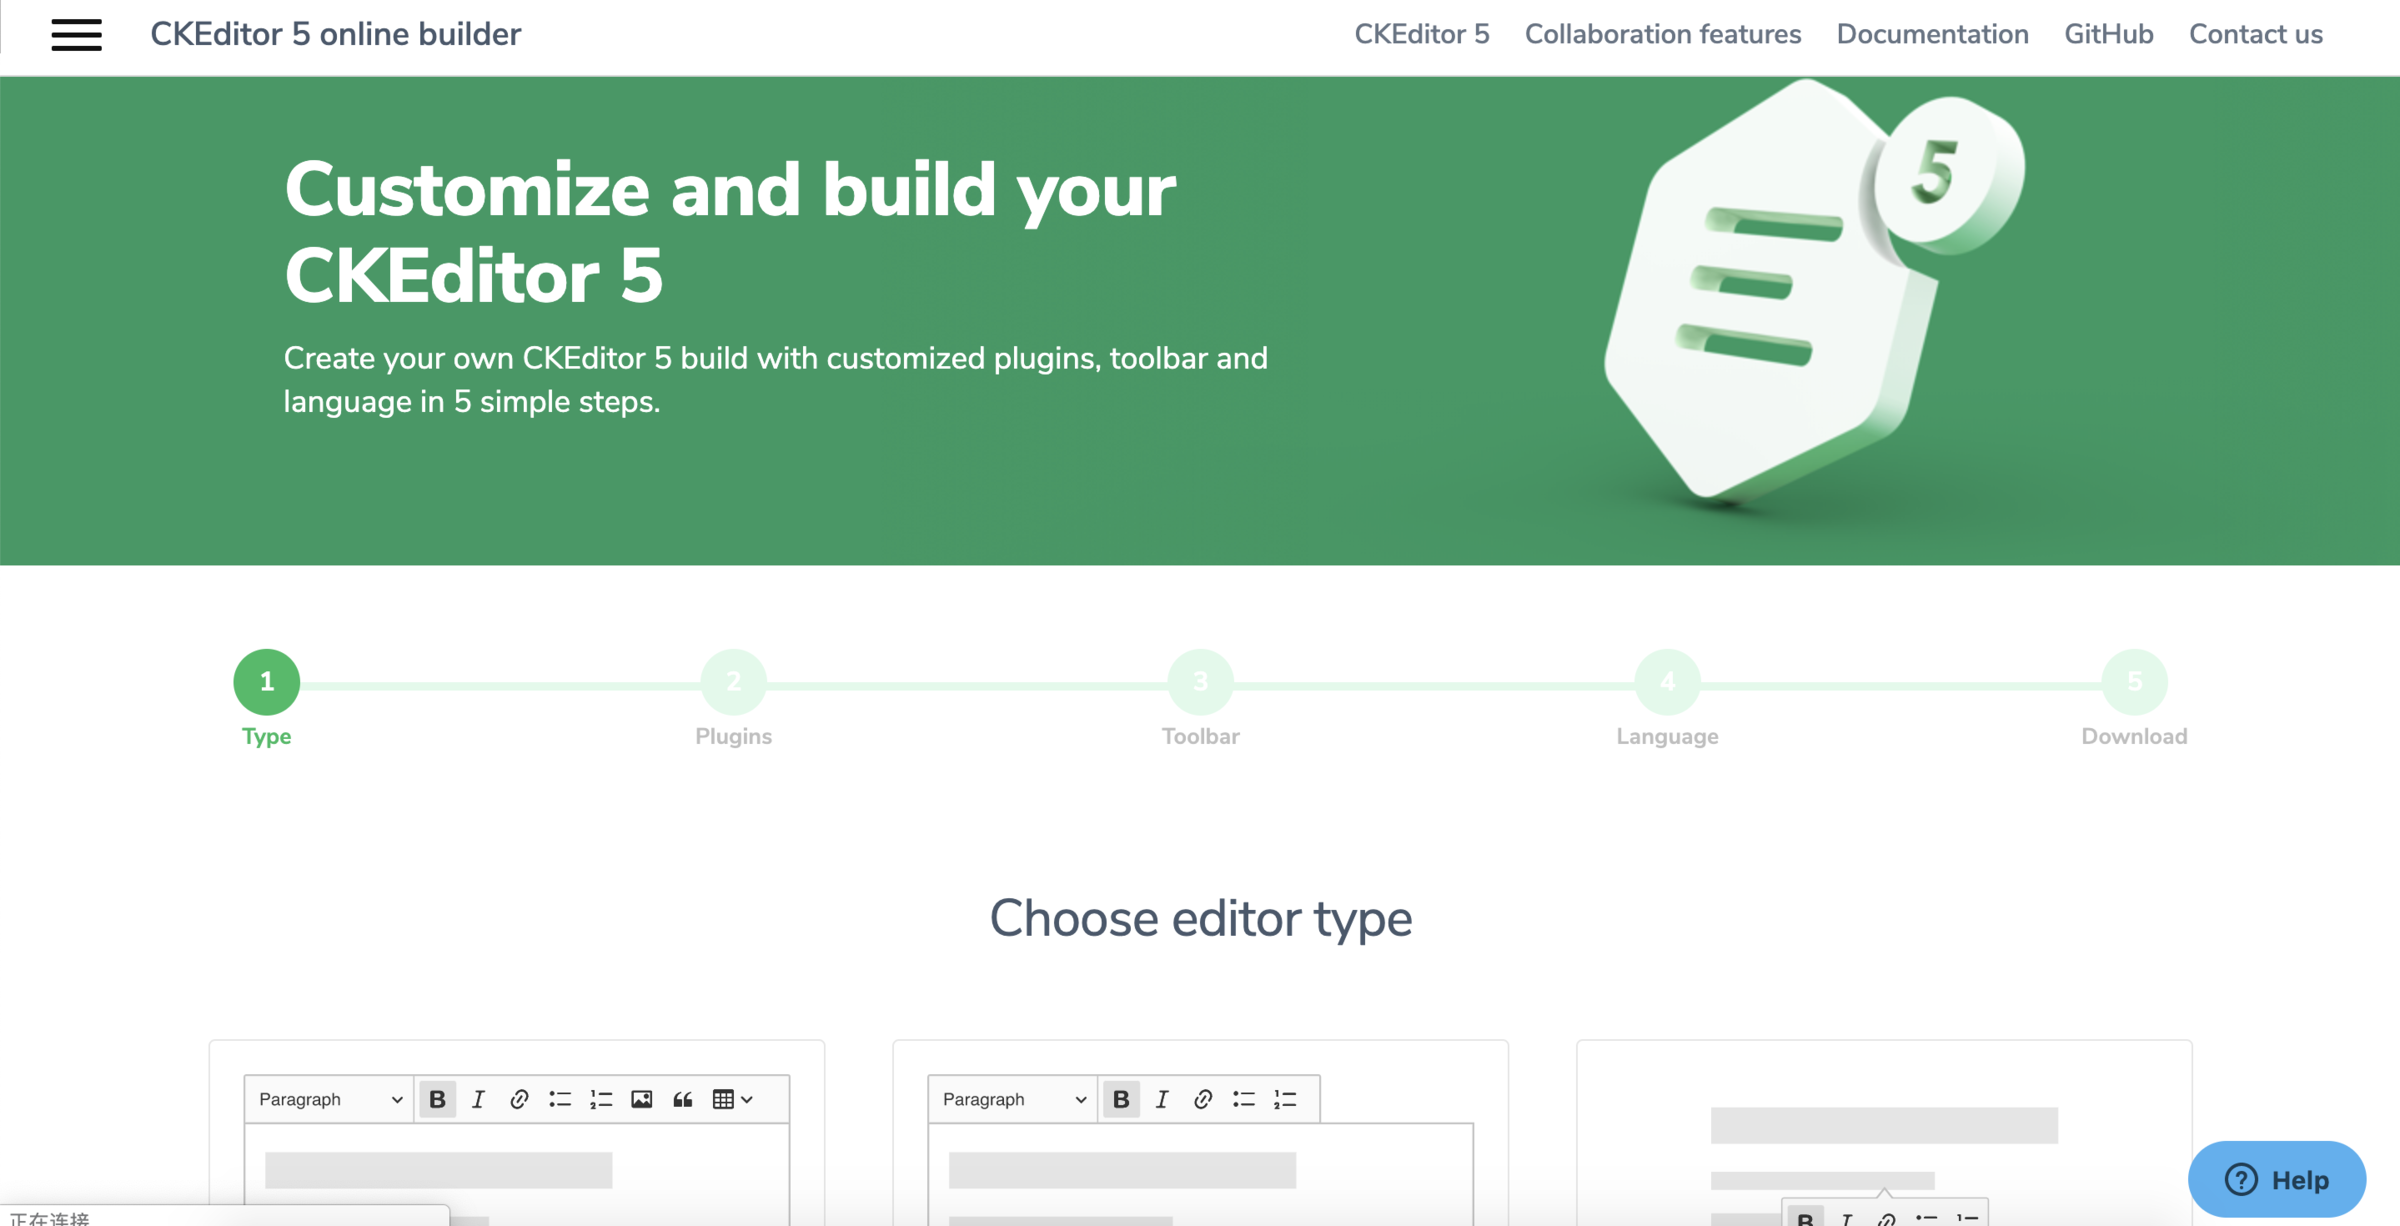 CKEditor 5 online builder
CKEditor 5 Collaboration features Documentation GitHub Contact us
5
Customize and build your
CKEditor 5
Create your own CKEditor 5 build with customized plugins, toolbar and
language in 5 simple steps.
1 2 3 4 5
Type Plugins Toolbar Language Download
Choose editor type
Paragraph B I
Paragraph B I
Help
B I
正在连接